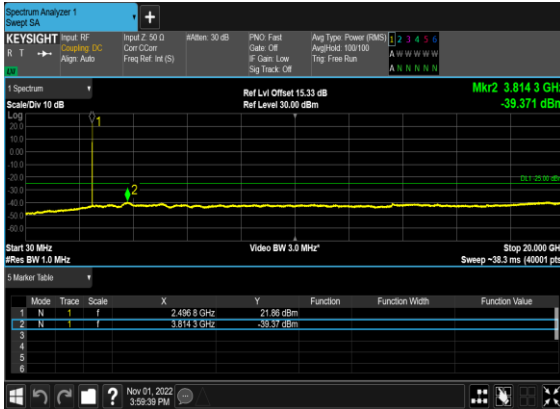 Spectrum Analyzer 1
Swept SA
KEYSIGHT Input: RF Input Z: 50 Ω #Atten: 30 dB PNO: Fast Avg Type: Power (RMS) 1 2 3 4 5 6
R T Coupling: DC Corr CCorr Gate: Off Avg|Hold: 100/100 A W W W W W
Align: Auto Freq Ref: Int (S) IF Gain: Low Trig: Free Run
Sig Track: Off A N N N N N
1 Spectrum Ref Lvl Offset 15.33 dB Mkr2 3.814 3 GHz
Scale/Div 10 dB Ref Level 30.00 dBm -39.371 dBm
Log
20.0
10.0
0.00
-10.0
-20.0
-30.0
-40.0
-50.0
-60.0
1
2
DL1 -25.00 dBm
Start 30 MHz Video BW 3.0 MHz* Stop 20.000 GHz
#Res BW 1.0 MHz Sweep ~38.3 ms (40001 pts)
5 Marker Table
Mode Trace Scale X Y Function Function Width Function Value
1 N 1 f 2.496 8 GHz 21.86 dBm
2 N 1 f 3.814 3 GHz -39.37 dBm
3
4
5
6
Nov 01, 2022
3:59:39 PM